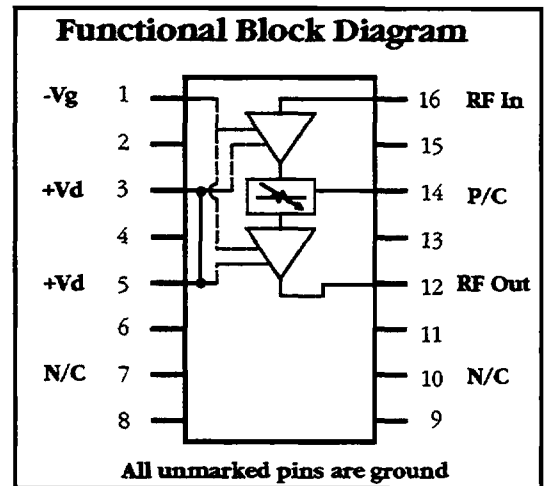 Functional Block Diagram
-Vg 1 16 RF In
2 15
+Vd 3 14 P/C
4 13
+Vd 5 12 RF Out
6 11
N/C 7 10 N/C
8 9
All unmarked pins are ground